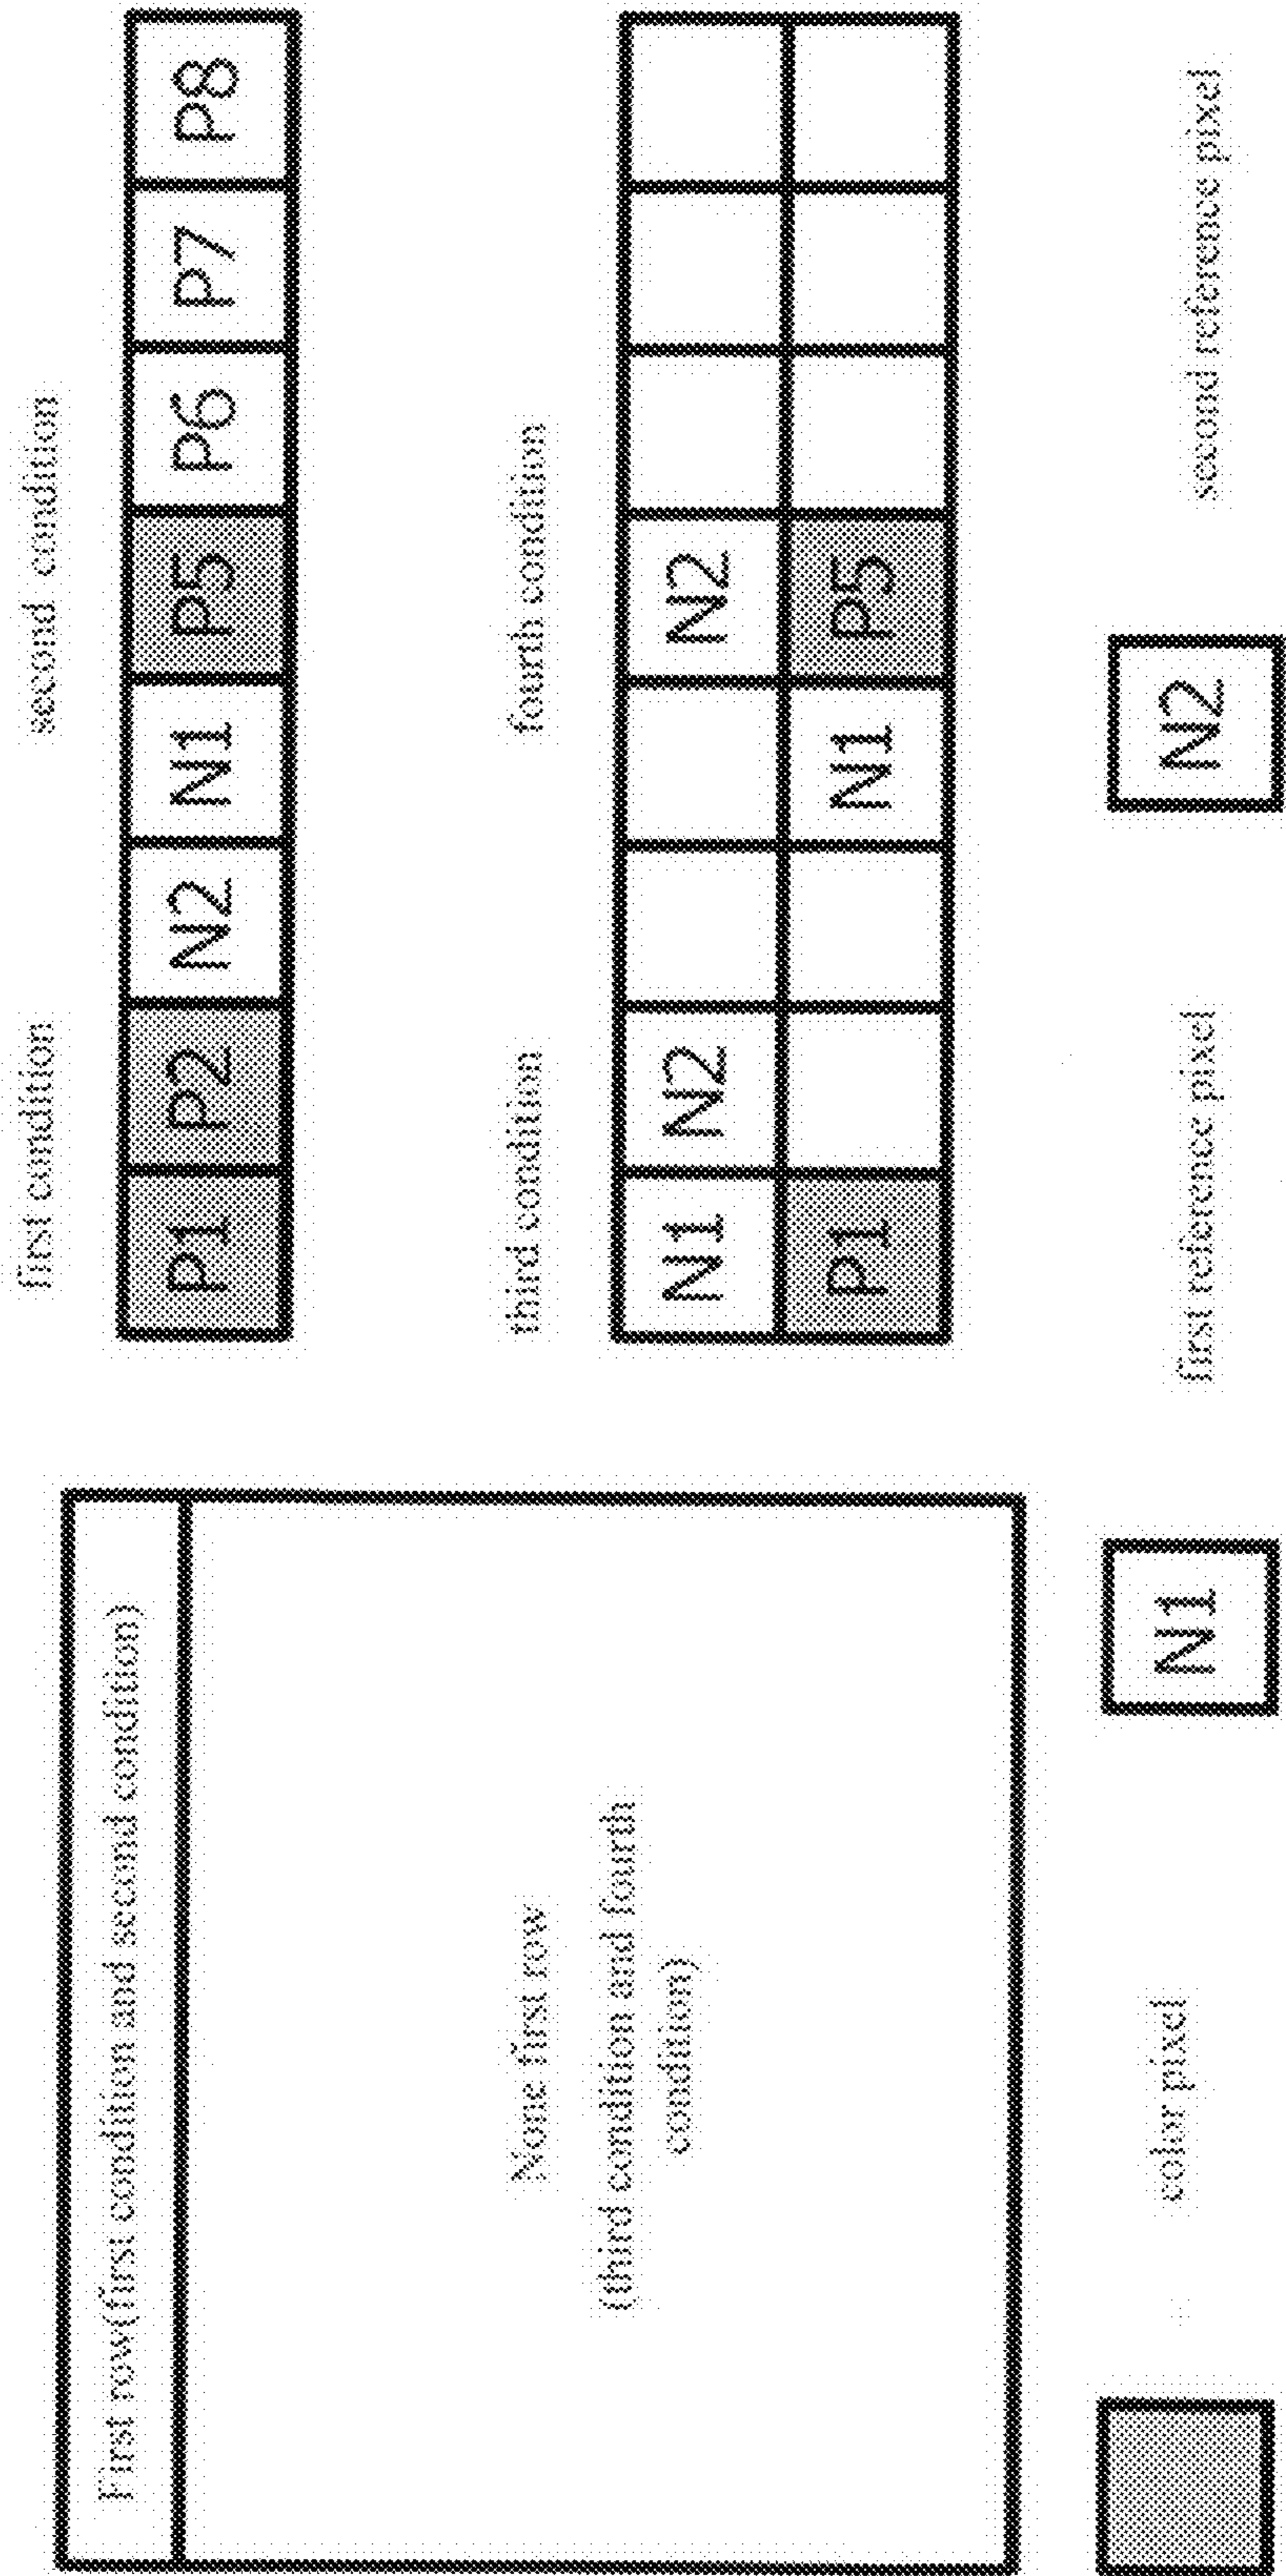 First row(first condition and second condition)
None first row
(third condition and fourth
condition)
first condition
second condition
P1 P2 N2 N1 P5 P6 P7 P8
third condition
fourth condition
N1 N2 N2
P1 N1 P5
color pixel
N1
first reference pixel
N2
second reference pixel